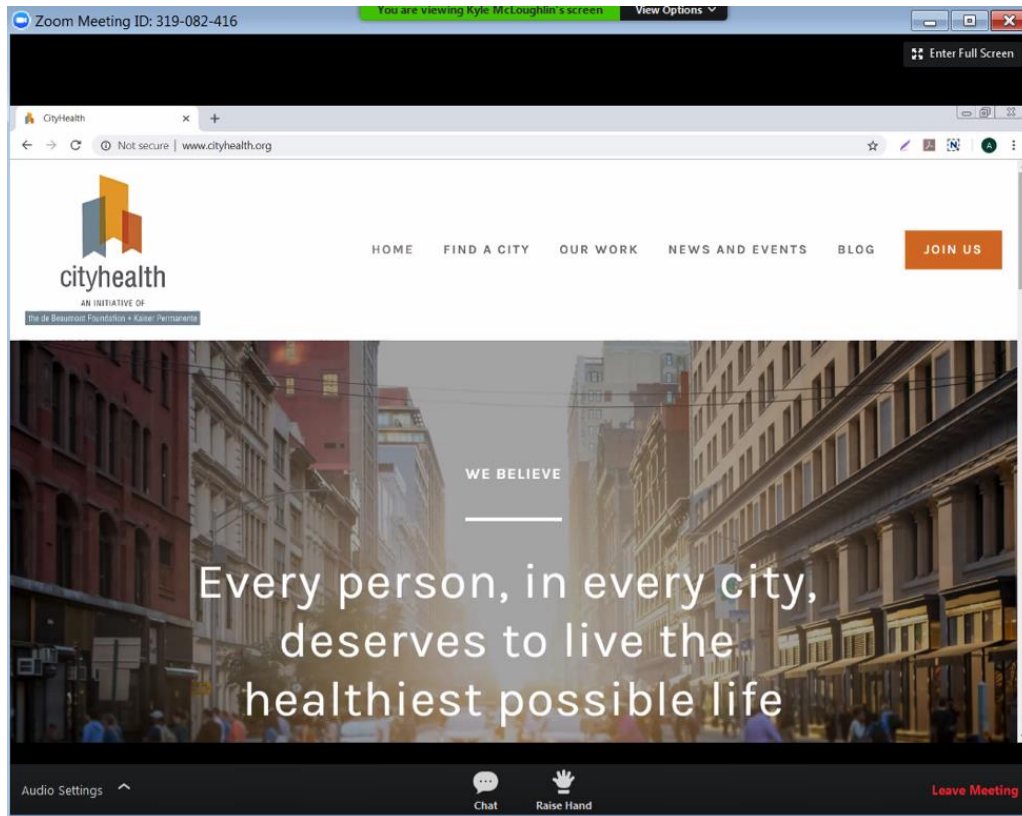 Zoom Meeting ID: 319-082-416
You are viewing Kyle McLoughlin's screen
View Options
Enter Full Screen
CityHealth
Not secure | www.cityhealth.org
A
cityhealth
AN INITIATIVE OF
the de Beaumont Foundation + Kaiser Permanente
HOME FIND A CITY OUR WORK NEWS AND EVENTS BLOG JOIN US
WE BELIEVE
Every person, in every city,
deserves to live the
healthiest possible life
Audio Settings
Chat
Raise Hand
Leave Meeting